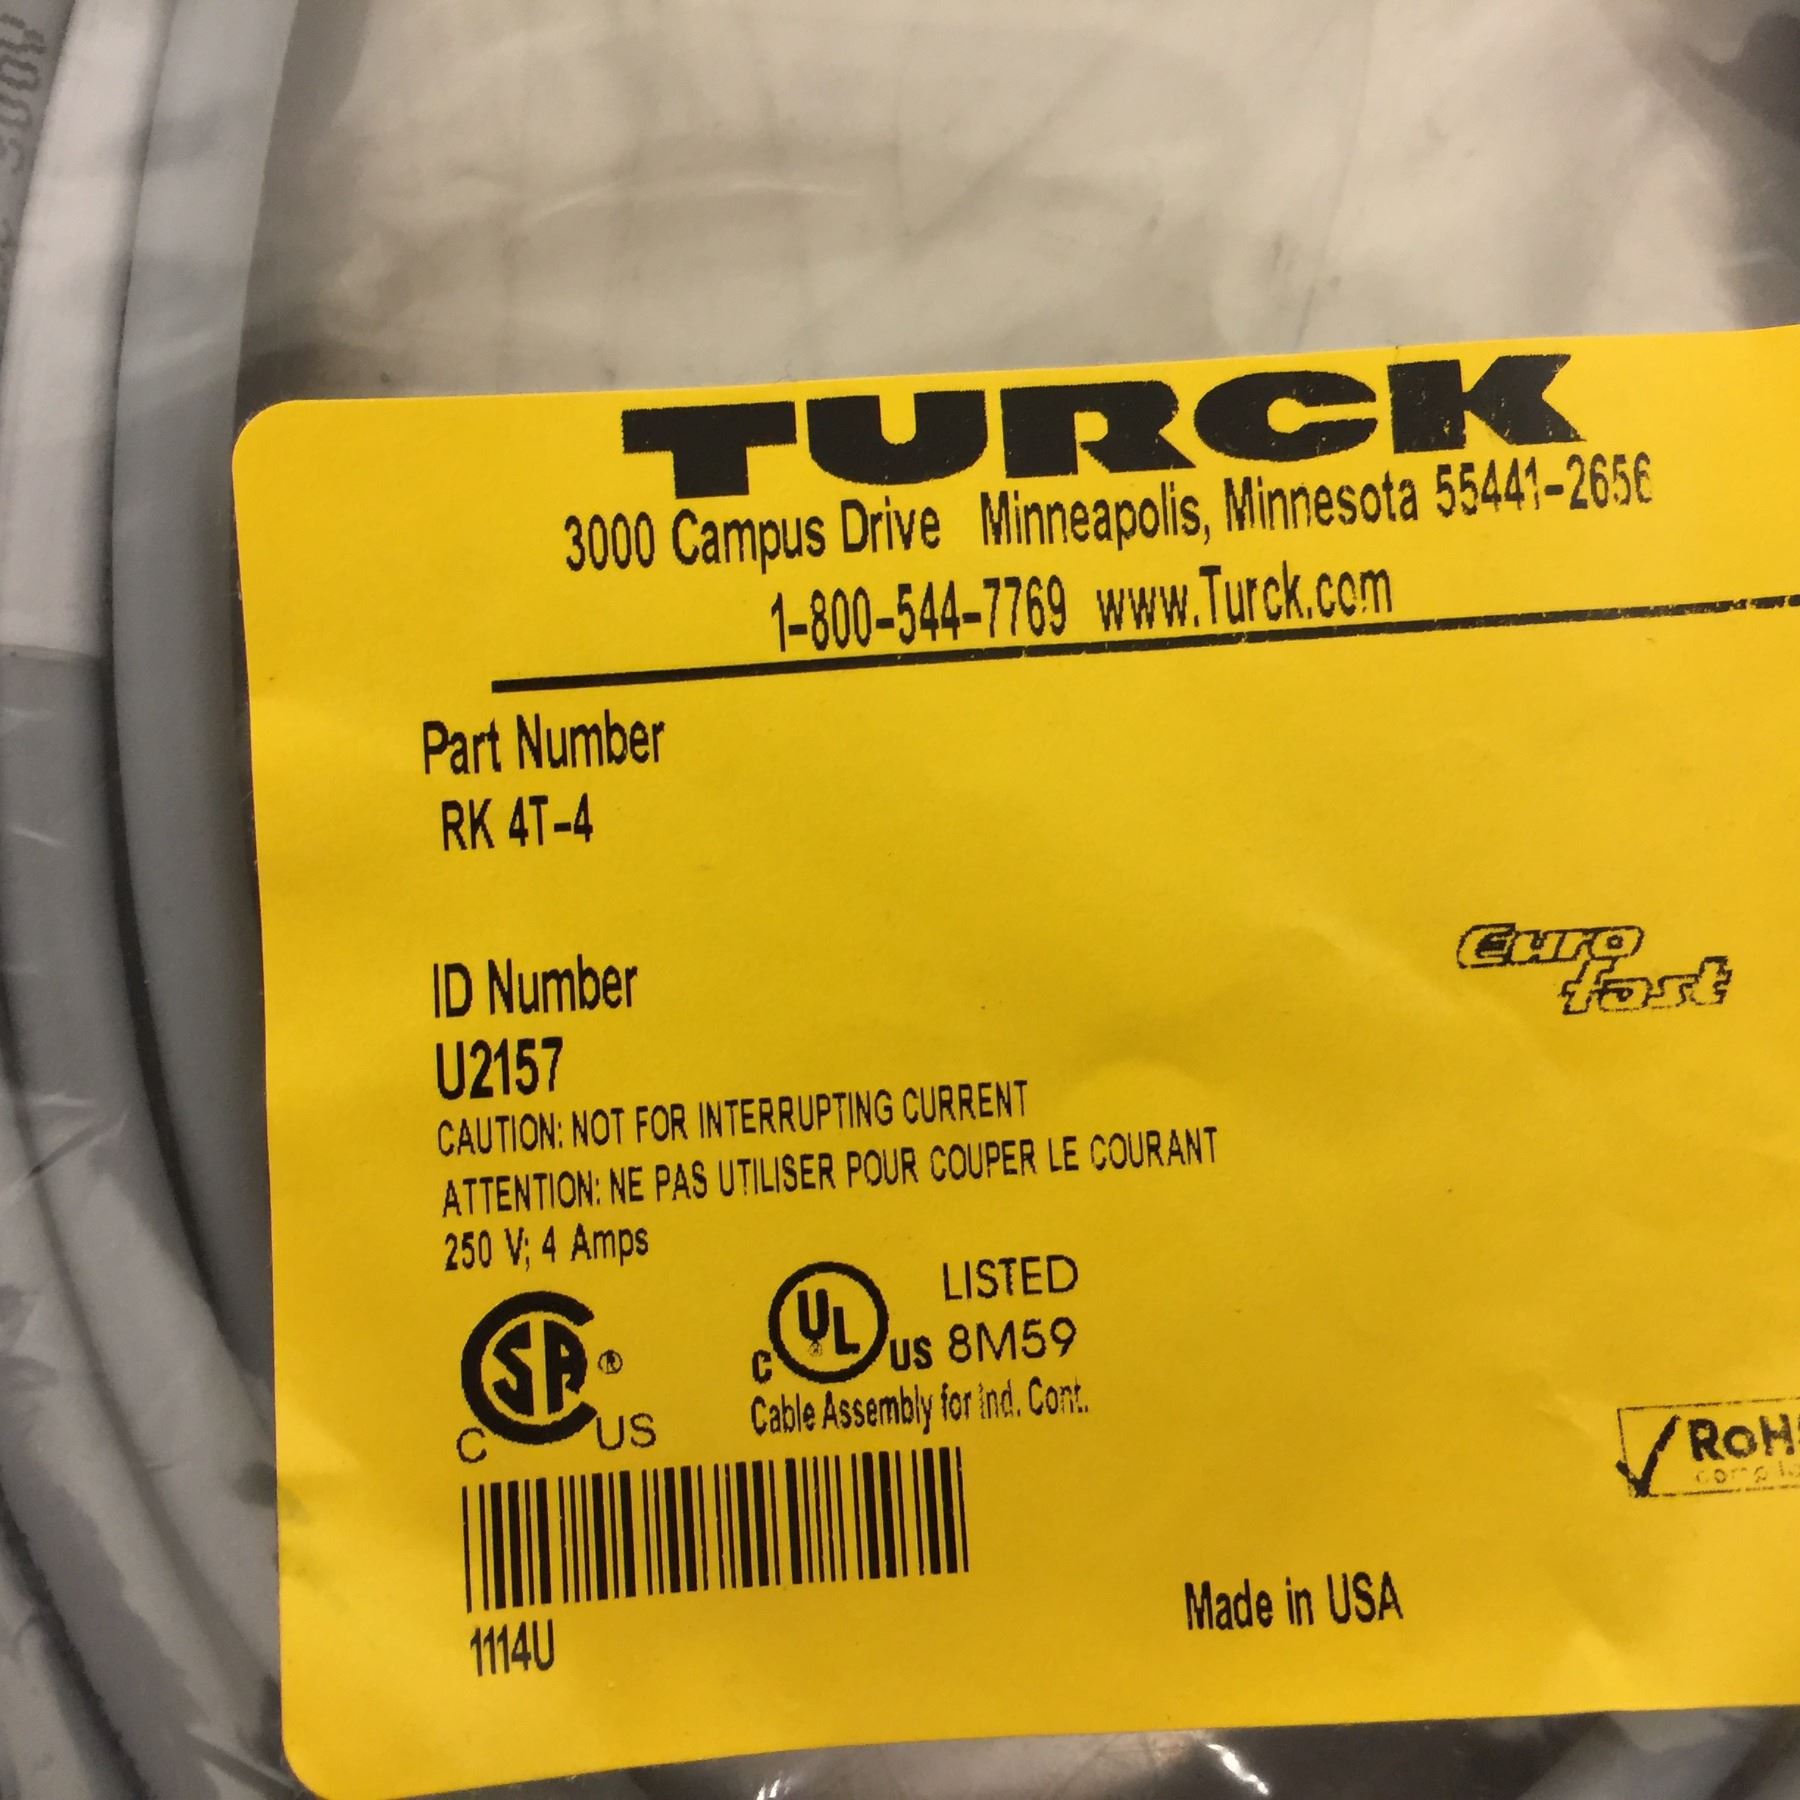 TURCK
3000 Campus Drive Minneapolis, Minnesota 55441-2656
1-800-544-7769 www.Turck.com
Part Number
RK 4T-4
ID Number
U2157
Euro
fast
CAUTION: NOT FOR INTERRUPTING CURRENT
ATTENTION: NE PAS UTILISER POUR COUPER LE COURANT
250 V; 4 Amps
C SA ® US
C UL ® US LISTED
8M59
Cable Assembly for Ind. Cont.
RoHS
1114U
Made in USA